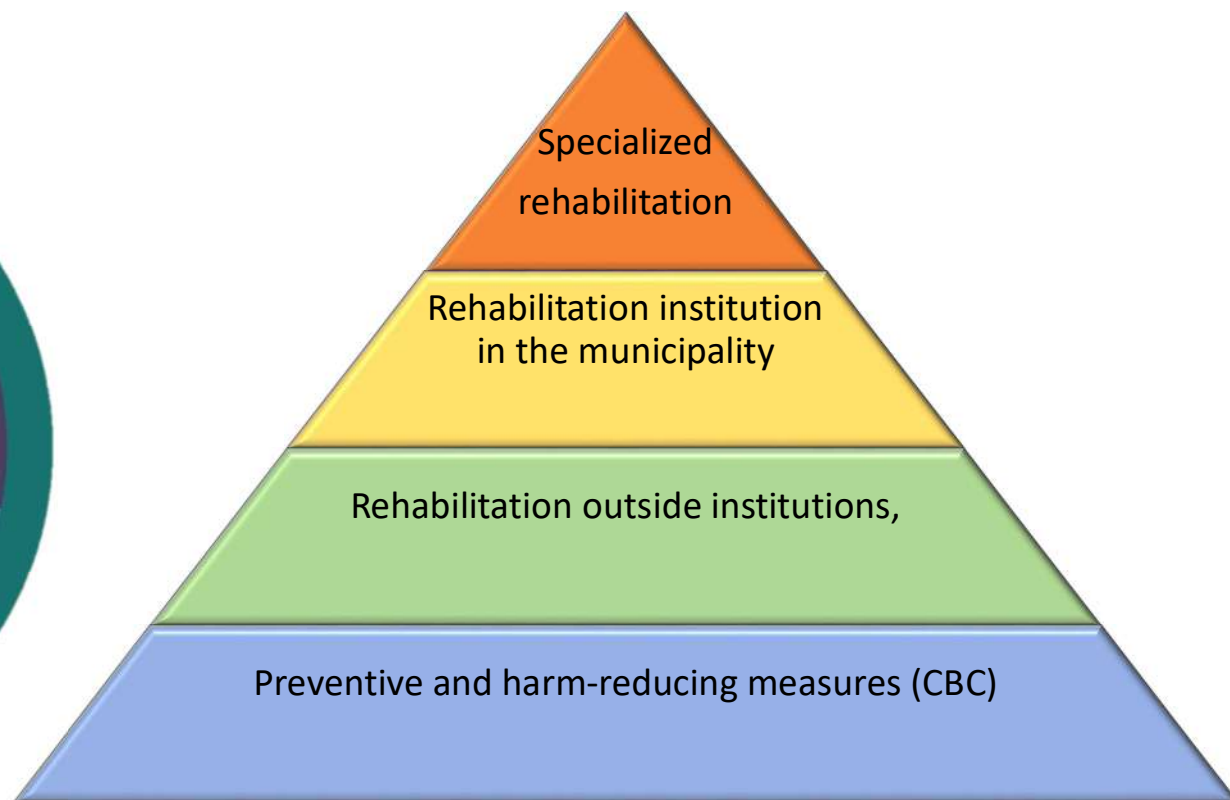 Specialized
rehabilitation
Rehabilitation institution
in the municipality
Rehabilitation outside institutions,
Preventive and harm-reducing measures (CBC)